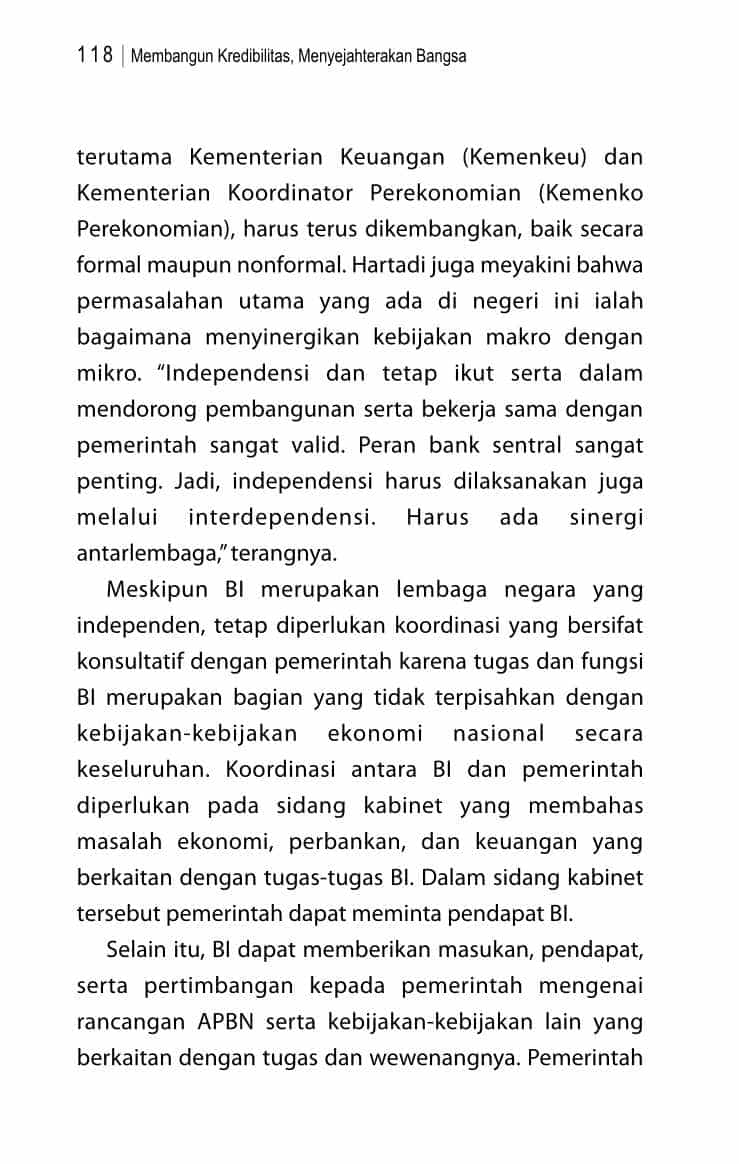 118 | Membangun Kredibilitas, Menyejahterakan Bangsa
terutama Kementerian Keuangan (Kemenkeu) dan
Kementerian Koordinator Perekonomian (Kemenko
Perekonomian), harus terus dikembangkan, baik secara
formal maupun nonformal. Hartadi juga meyakini bahwa
permasalahan utama yang ada di negeri ini ialah
bagaimana menyinergikan kebijakan makro dengan
mikro. “Independensi dan tetap ikut serta dalam
mendorong pembangunan serta bekerja sama dengan
pemerintah sangat valid. Peran bank sentral sangat
penting. Jadi, independensi harus dilaksanakan juga
melalui interdependensi. Harus ada sinergi
antarlembaga,” terangnya.
Meskipun BI merupakan lembaga negara yang
independen, tetap diperlukan koordinasi yang bersifat
konsultatif dengan pemerintah karena tugas dan fungsi
BI merupakan bagian yang tidak terpisahkan dengan
kebijakan-kebijakan ekonomi nasional secara
keseluruhan. Koordinasi antara BI dan pemerintah
diperlukan pada sidang kabinet yang membahas
masalah ekonomi, perbankan, dan keuangan yang
berkaitan dengan tugas-tugas BI. Dalam sidang kabinet
tersebut pemerintah dapat meminta pendapat BI.
Selain itu, BI dapat memberikan masukan, pendapat,
serta pertimbangan kepada pemerintah mengenai
rancangan APBN serta kebijakan-kebijakan lain yang
berkaitan dengan tugas dan wewenangnya. Pemerintah